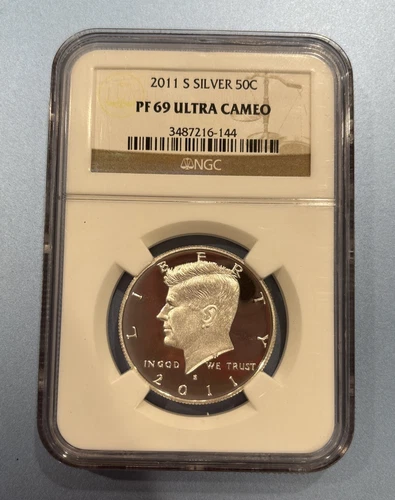 2011 S SILVER 50C
PF 69 ULTRA CAMEO
3487216-144
NGC
LIBERTY
IN GOD WE TRUST
S
2011